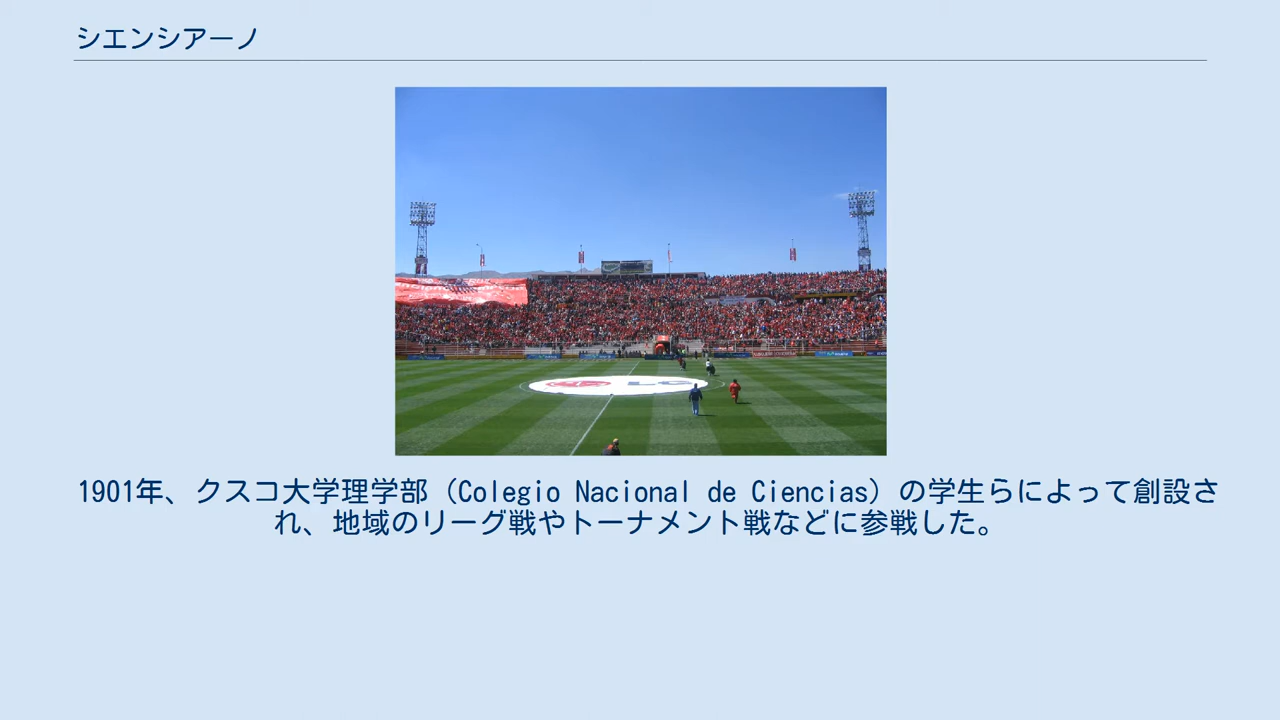 シエンシアーノ
LG
1901年、クスコ大学理学部（Colegio Nacional de Ciencias）の学生らによって創設さ
れ、地域のリーグ戦やトーナメント戦などに参戦した。